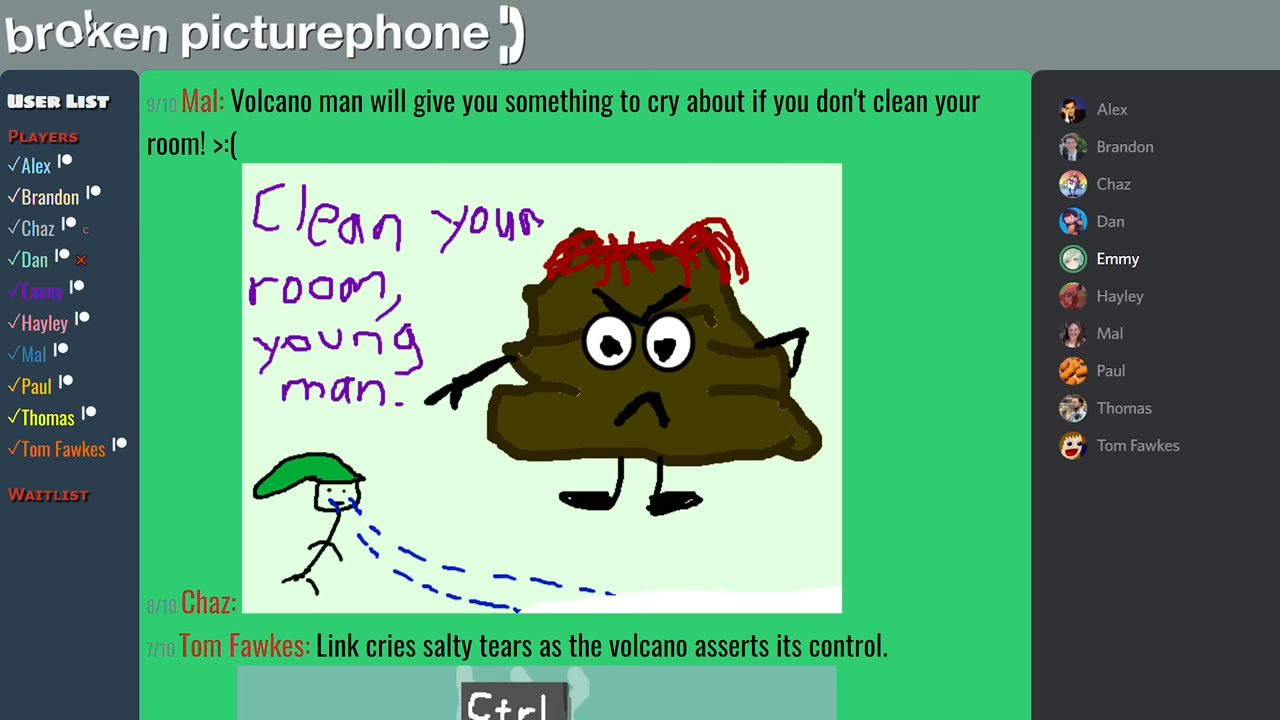 broken picturephone
User List
Players
✓Alex
✓Brandon
✓Chaz c
✓Dan
✓Emmy
✓Hayley
✓Mal
✓Paul
✓Thomas
✓Tom Fawkes
Waitlist
9/10 Mal: Volcano man will give you something to cry about if you don't clean your
room! >:(
Clean your
room,
young
man.
8/10 Chaz:
7/10 Tom Fawkes: Link cries salty tears as the volcano asserts its control.
Ctrl
Alex
Brandon
Chaz
Dan
Emmy
Hayley
Mal
Paul
Thomas
Tom Fawkes